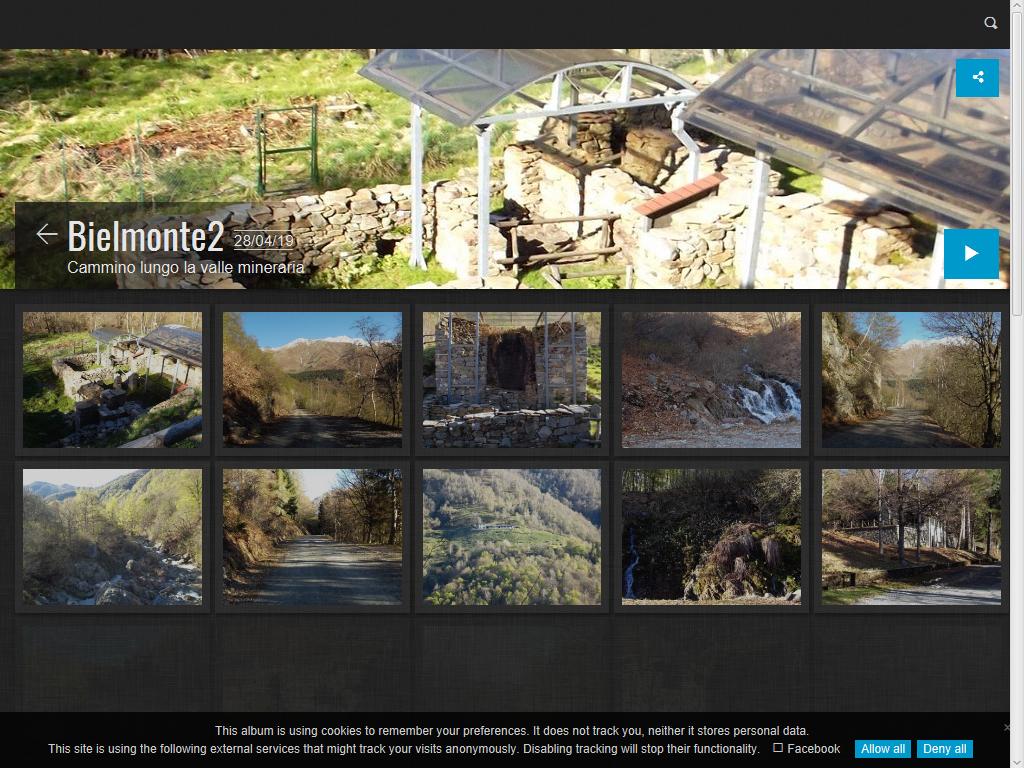 Bielmonte2 28/04/19
Cammino lungo la valle mineraria
This album is using cookies to remember your preferences. It does not track you, neither it stores personal data.
This site is using the following external services that might track your visits anonymously. Disabling tracking will stop their functionality. Facebook Allow all Deny all